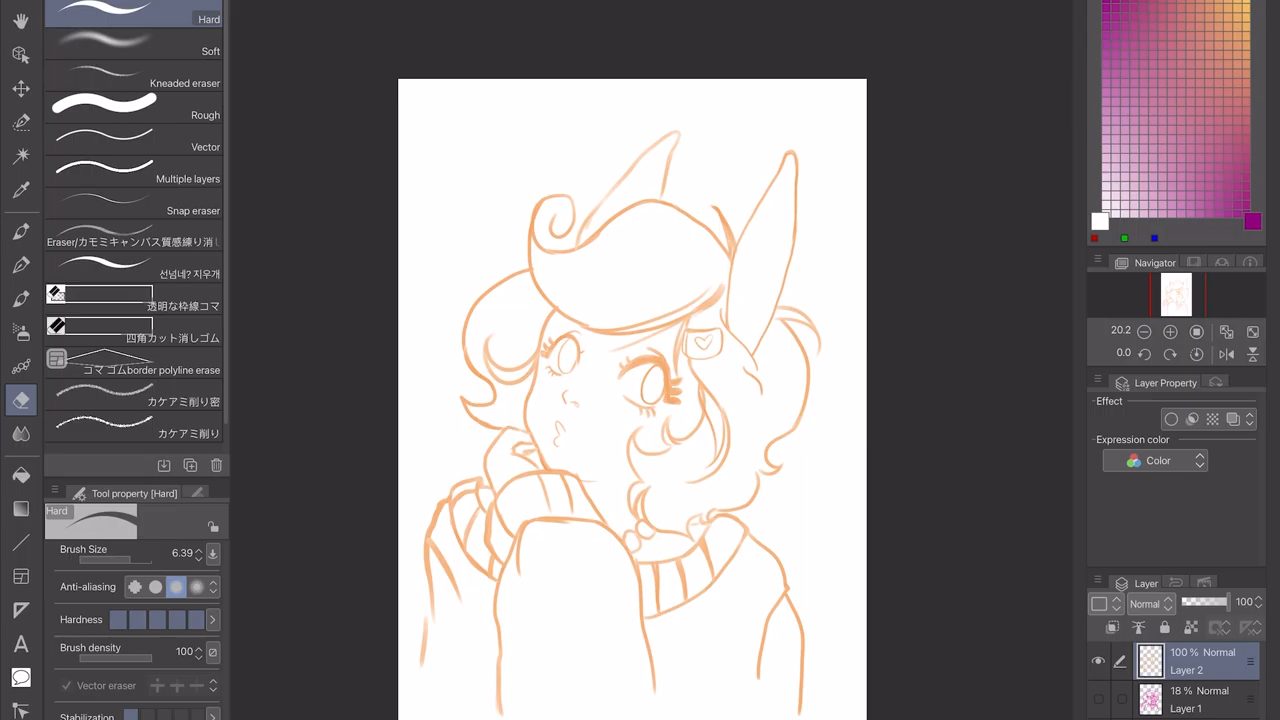 Hard
Soft
Kneaded eraser
Rough
Vector
Multiple layers
Snap eraser
Eraser/カモミキャンバス質感練り消し
선넘네? 지우개
透明な枠線コマ
四角カット消しゴム
コマ ゴムborder polyline erase
カケアミ削り密
カケアミ削り
Tool property [Hard]
Hard
Brush Size
6.39
Anti-aliasing
Hardness
Brush density
100
Vector eraser
Stabilization
Navigator
20.2
0.0
Layer Property
Effect
Expression color
Color
Layer
Normal
100
100 % Normal
Layer 2
18 % Normal
Layer 1